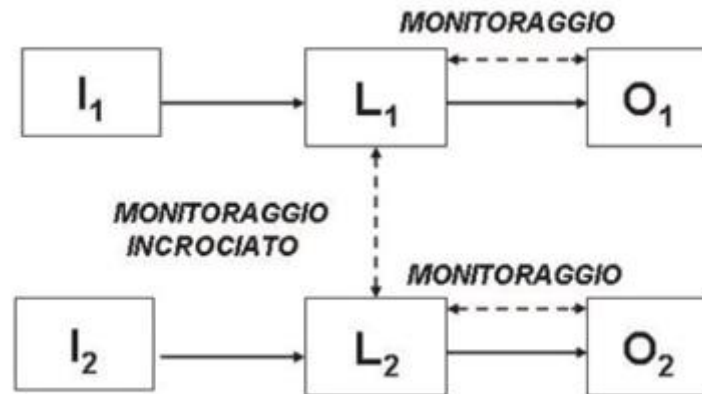 MONITORAGGIO
I₁
L₁
O₁
MONITORAGGIO
INCROCIATO
MONITORAGGIO
I₂
L₂
O₂